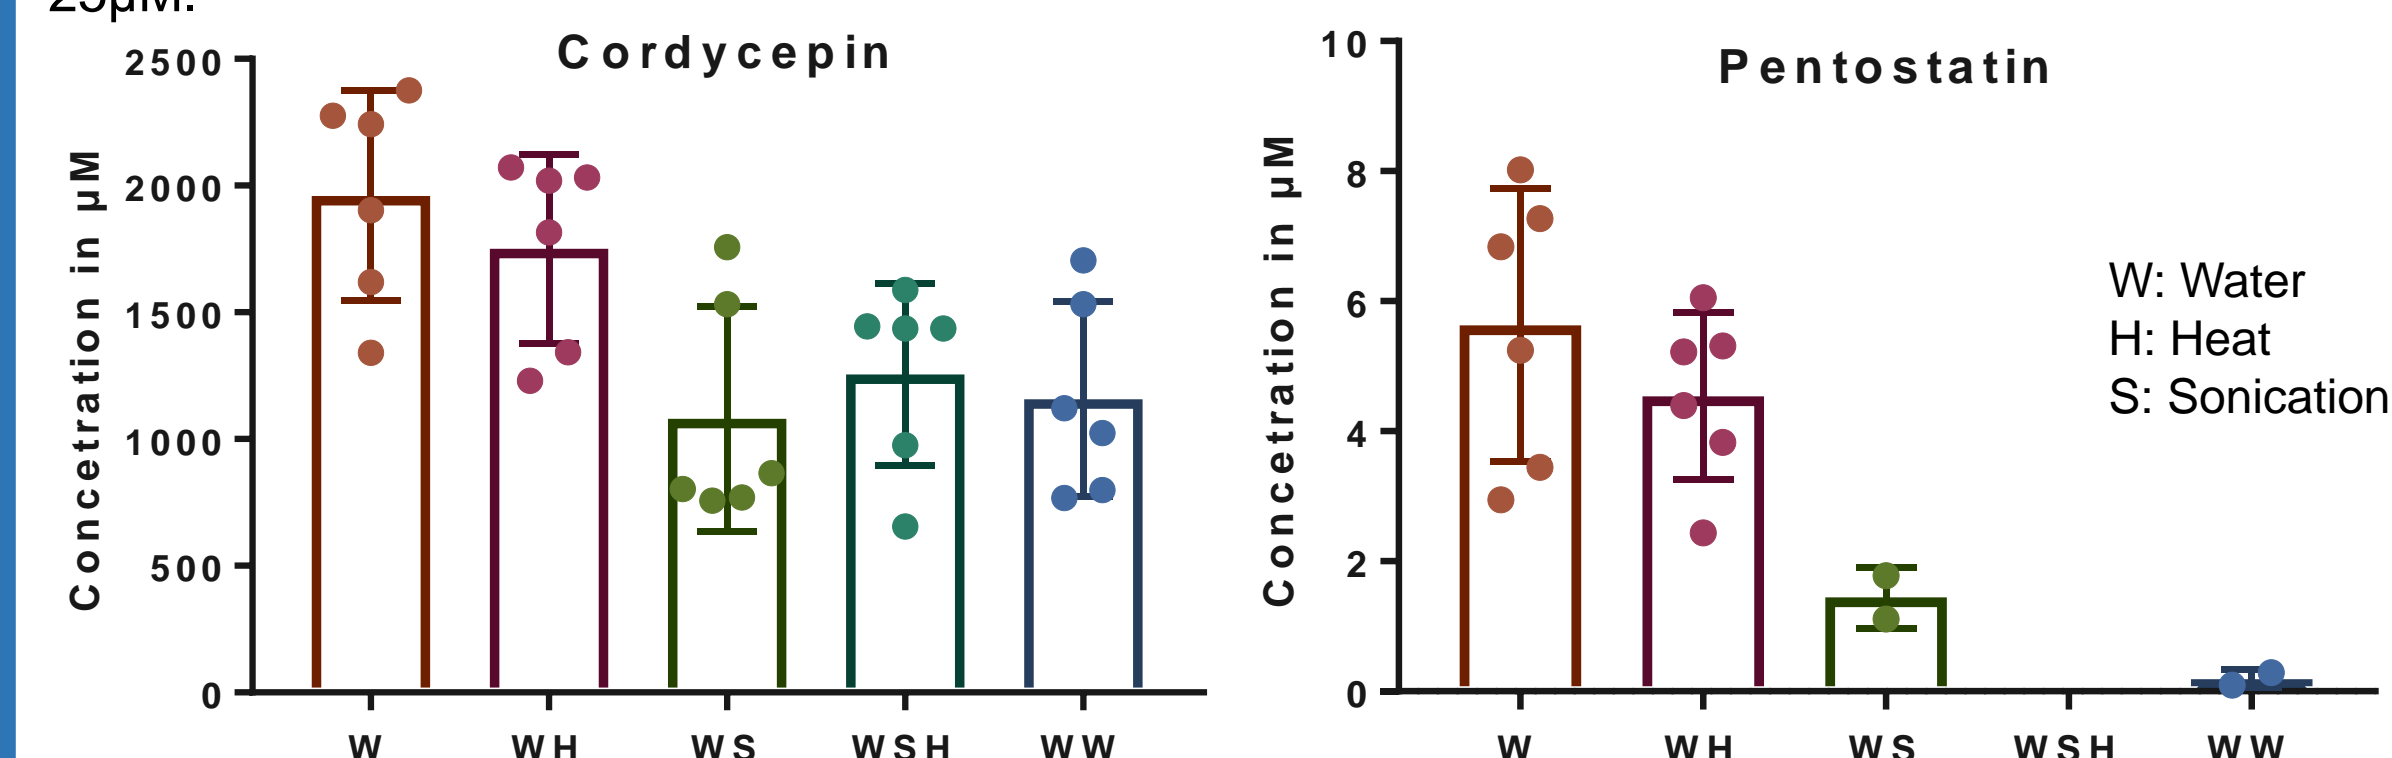 25µM.
Cordycepin
Concetration in µM
2500
2000
1500
1000
500
0
W WH WS WSH WW
Pentostatin
Concetration in µM
10
8
6
4
2
0
W WH WS WSH WW
W: Water
H: Heat
S: Sonication